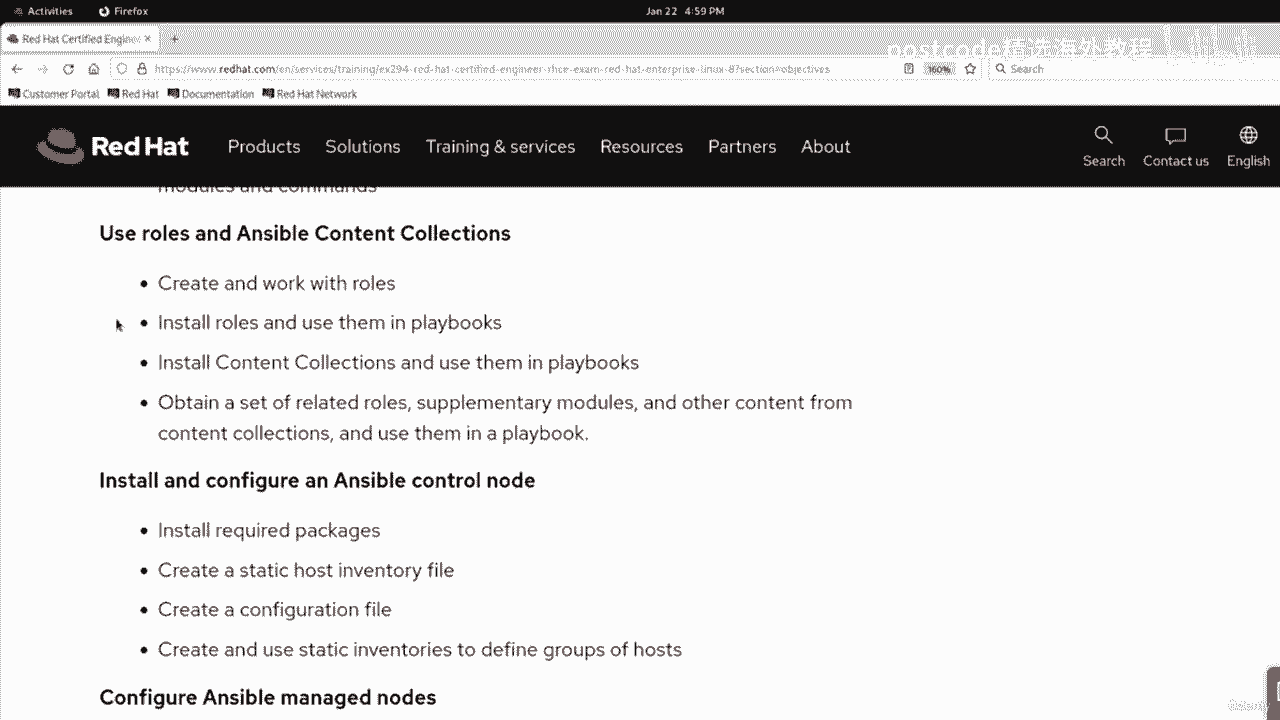 Activities Firefox Jan 22 4:59 PM
Red Hat Certified Engine
https://www.redhat.com/en/services/training/ex294-red-hat-certified-engineer-rhce-exam-red-hat-enterprise-linux-8?section=objectives 160% Search
Customer Portal Red Hat Documentation Red Hat Network
postcode精选海外教程
Red Hat Products Solutions Training & services Resources Partners About Search Contact us English
modules and commands
Use roles and Ansible Content Collections
• Create and work with roles
• Install roles and use them in playbooks
• Install Content Collections and use them in playbooks
• Obtain a set of related roles, supplementary modules, and other content from
content collections, and use them in a playbook.
Install and configure an Ansible control node
• Install required packages
• Create a static host inventory file
• Create a configuration file
• Create and use static inventories to define groups of hosts
Configure Ansible managed nodes